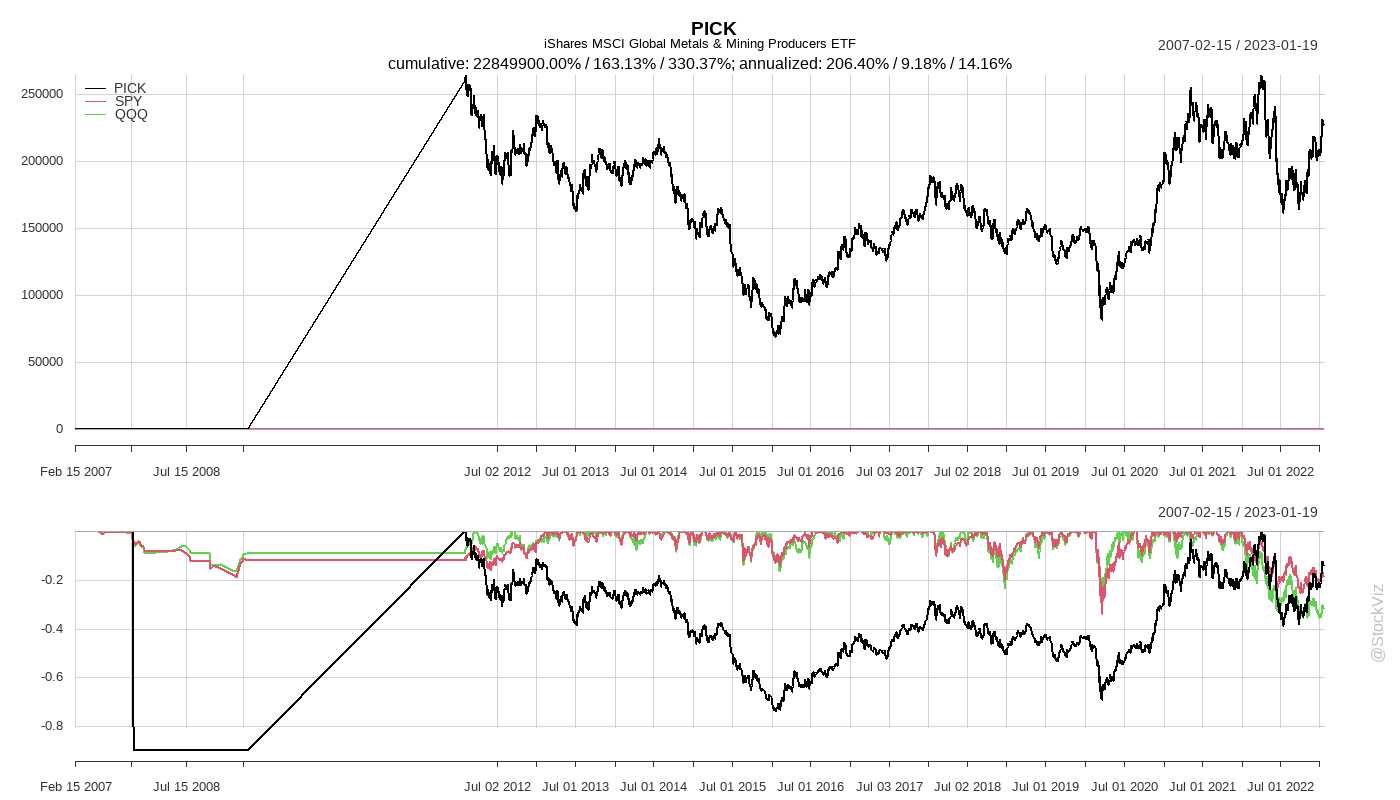 PICK
iShares MSCI Global Metals & Mining Producers ETF
2007-02-15 / 2023-01-19
cumulative: 22849900.00% / 163.13% / 330.37%; annualized: 206.40% / 9.18% / 14.16%
PICK
SPY
QQQ
250000
200000
150000
100000
50000
0
Feb 15 2007 Jul 15 2008 Jul 02 2012 Jul 01 2013 Jul 01 2014 Jul 01 2015 Jul 01 2016 Jul 03 2017 Jul 02 2018 Jul 01 2019 Jul 01 2020 Jul 01 2021 Jul 01 2022
2007-02-15 / 2023-01-19
-0.2
-0.4
-0.6
-0.8
Feb 15 2007 Jul 15 2008 Jul 02 2012 Jul 01 2013 Jul 01 2014 Jul 01 2015 Jul 01 2016 Jul 03 2017 Jul 02 2018 Jul 01 2019 Jul 01 2020 Jul 01 2021 Jul 01 2022
@StockViz